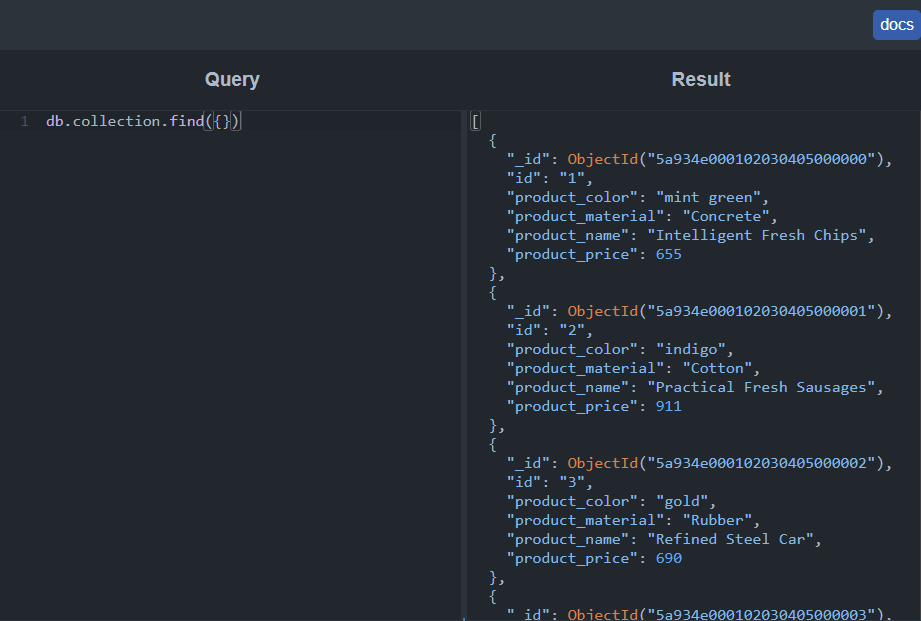 docs
Query
Result
1 db.collection.find({})
[
{
"_id": ObjectId("5a934e000102030405000000"),
"id": "1",
"product_color": "mint green",
"product_material": "Concrete",
"product_name": "Intelligent Fresh Chips",
"product_price": 655
},
{
"_id": ObjectId("5a934e000102030405000001"),
"id": "2",
"product_color": "indigo",
"product_material": "Cotton",
"product_name": "Practical Fresh Sausages",
"product_price": 911
},
{
"_id": ObjectId("5a934e000102030405000002"),
"id": "3",
"product_color": "gold",
"product_material": "Rubber",
"product_name": "Refined Steel Car",
"product_price": 690
},
{
"_id": ObjectId("5a934e000102030405000003"),